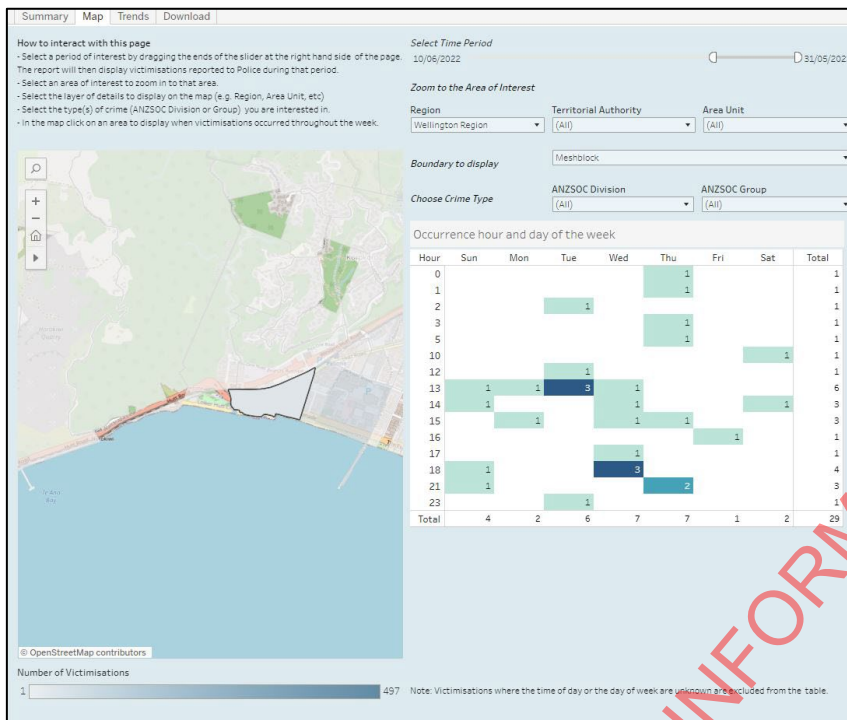 Summary Map Trends Download
How to interact with this page
- Select a period of interest by dragging the ends of the slider at the right hand side of the page.
The report will then display victimisations reported to Police during that period.
- Select an area of interest to zoom in to that area.
- Select the layer of details to display on the map (e.g. Region, Area Unit, etc)
- Select the type(s) of crime (ANZSOC Division or Group) you are interested in.
- In the map click on an area to display when victimisations occurred throughout the week.
Select Time Period
10/06/2022 31/05/202
Zoom to the Area of Interest
Region Territorial Authority Area Unit
Wellington Region (All) (All)
Boundary to display Meshblock
ANZSOC Division ANZSOC Group
Choose Crime Type (All) (All)
Occurrence hour and day of the week
Hour Sun Mon Tue Wed Thu Fri Sat Total
0 1 1
1 1 1
2 1 1
3 1 1
5 1 1
10 1 1
12 1 1
13 1 1 3 1 6
14 1 1 1 3
15 1 1 1 3
16 1 1
17 1 1
18 1 3 4
21 1 2 3
23 1 1
Total 4 2 6 7 7 1 2 29
© OpenStreetMap contributors
Number of Victimisations
1 497
Note: Victimisations where the time of day or the day of week are unknown are excluded from the table.
INFORM